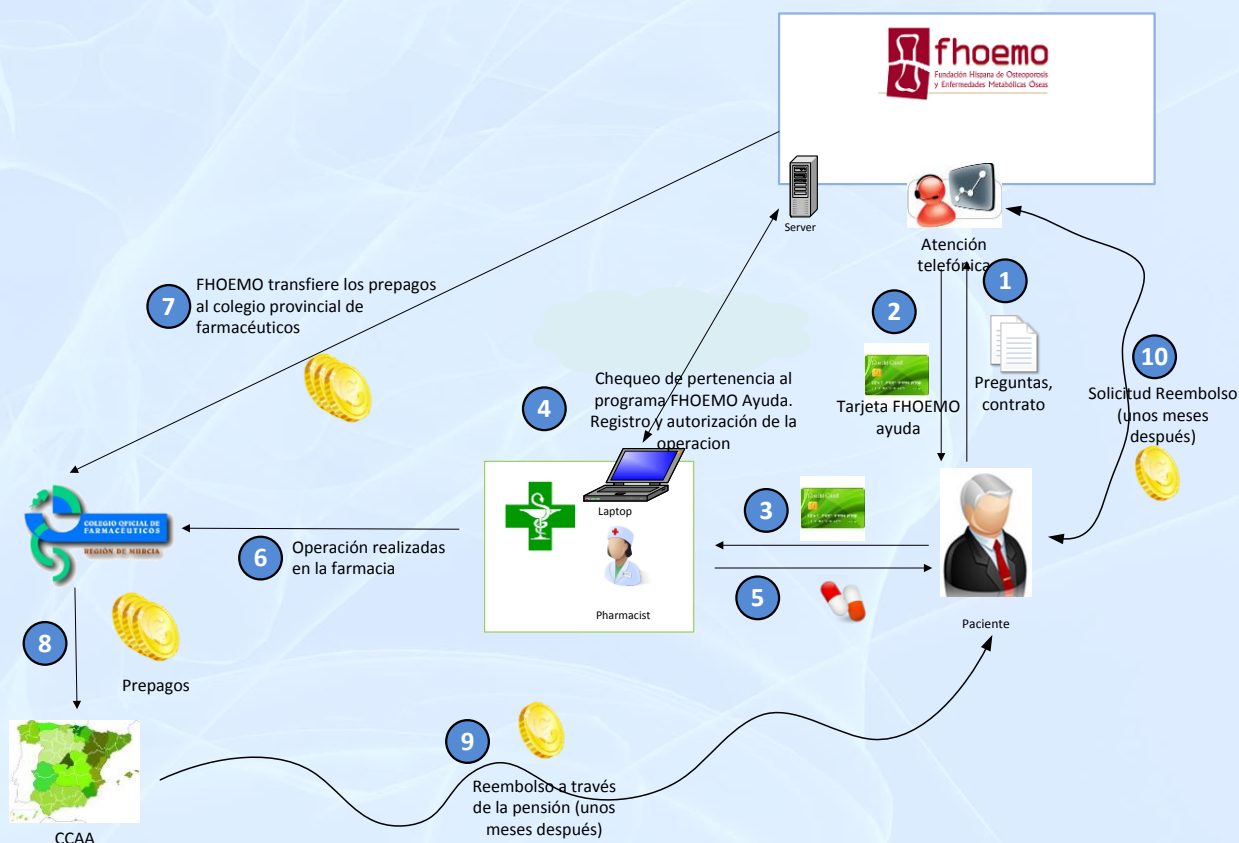 fhoemo
Fundación Hispana de Osteoporosis
y Enfermedades Metabólicas Óseas
Server
Atención
telefónica
1
2
Tarjeta FHOEMO
ayuda
Preguntas,
contrato
10
Solicitud Reembolso
(unos meses
después)
7
FHOEMO transfiere los prepagos
al colegio provincial de
farmacéuticos
4
Chequeo de pertenencia al
programa FHOEMO Ayuda.
Registro y autorización de la
operacion
Laptop
Pharmacist
3
5
Paciente
COLEGIO OFICIAL DE
FARMACÉUTICOS
REGIÓN DE MURCIA
6
Operación realizadas
en la farmacia
8
Prepagos
CCAA
9
Reembolso a través
de la pensión (unos
meses después)